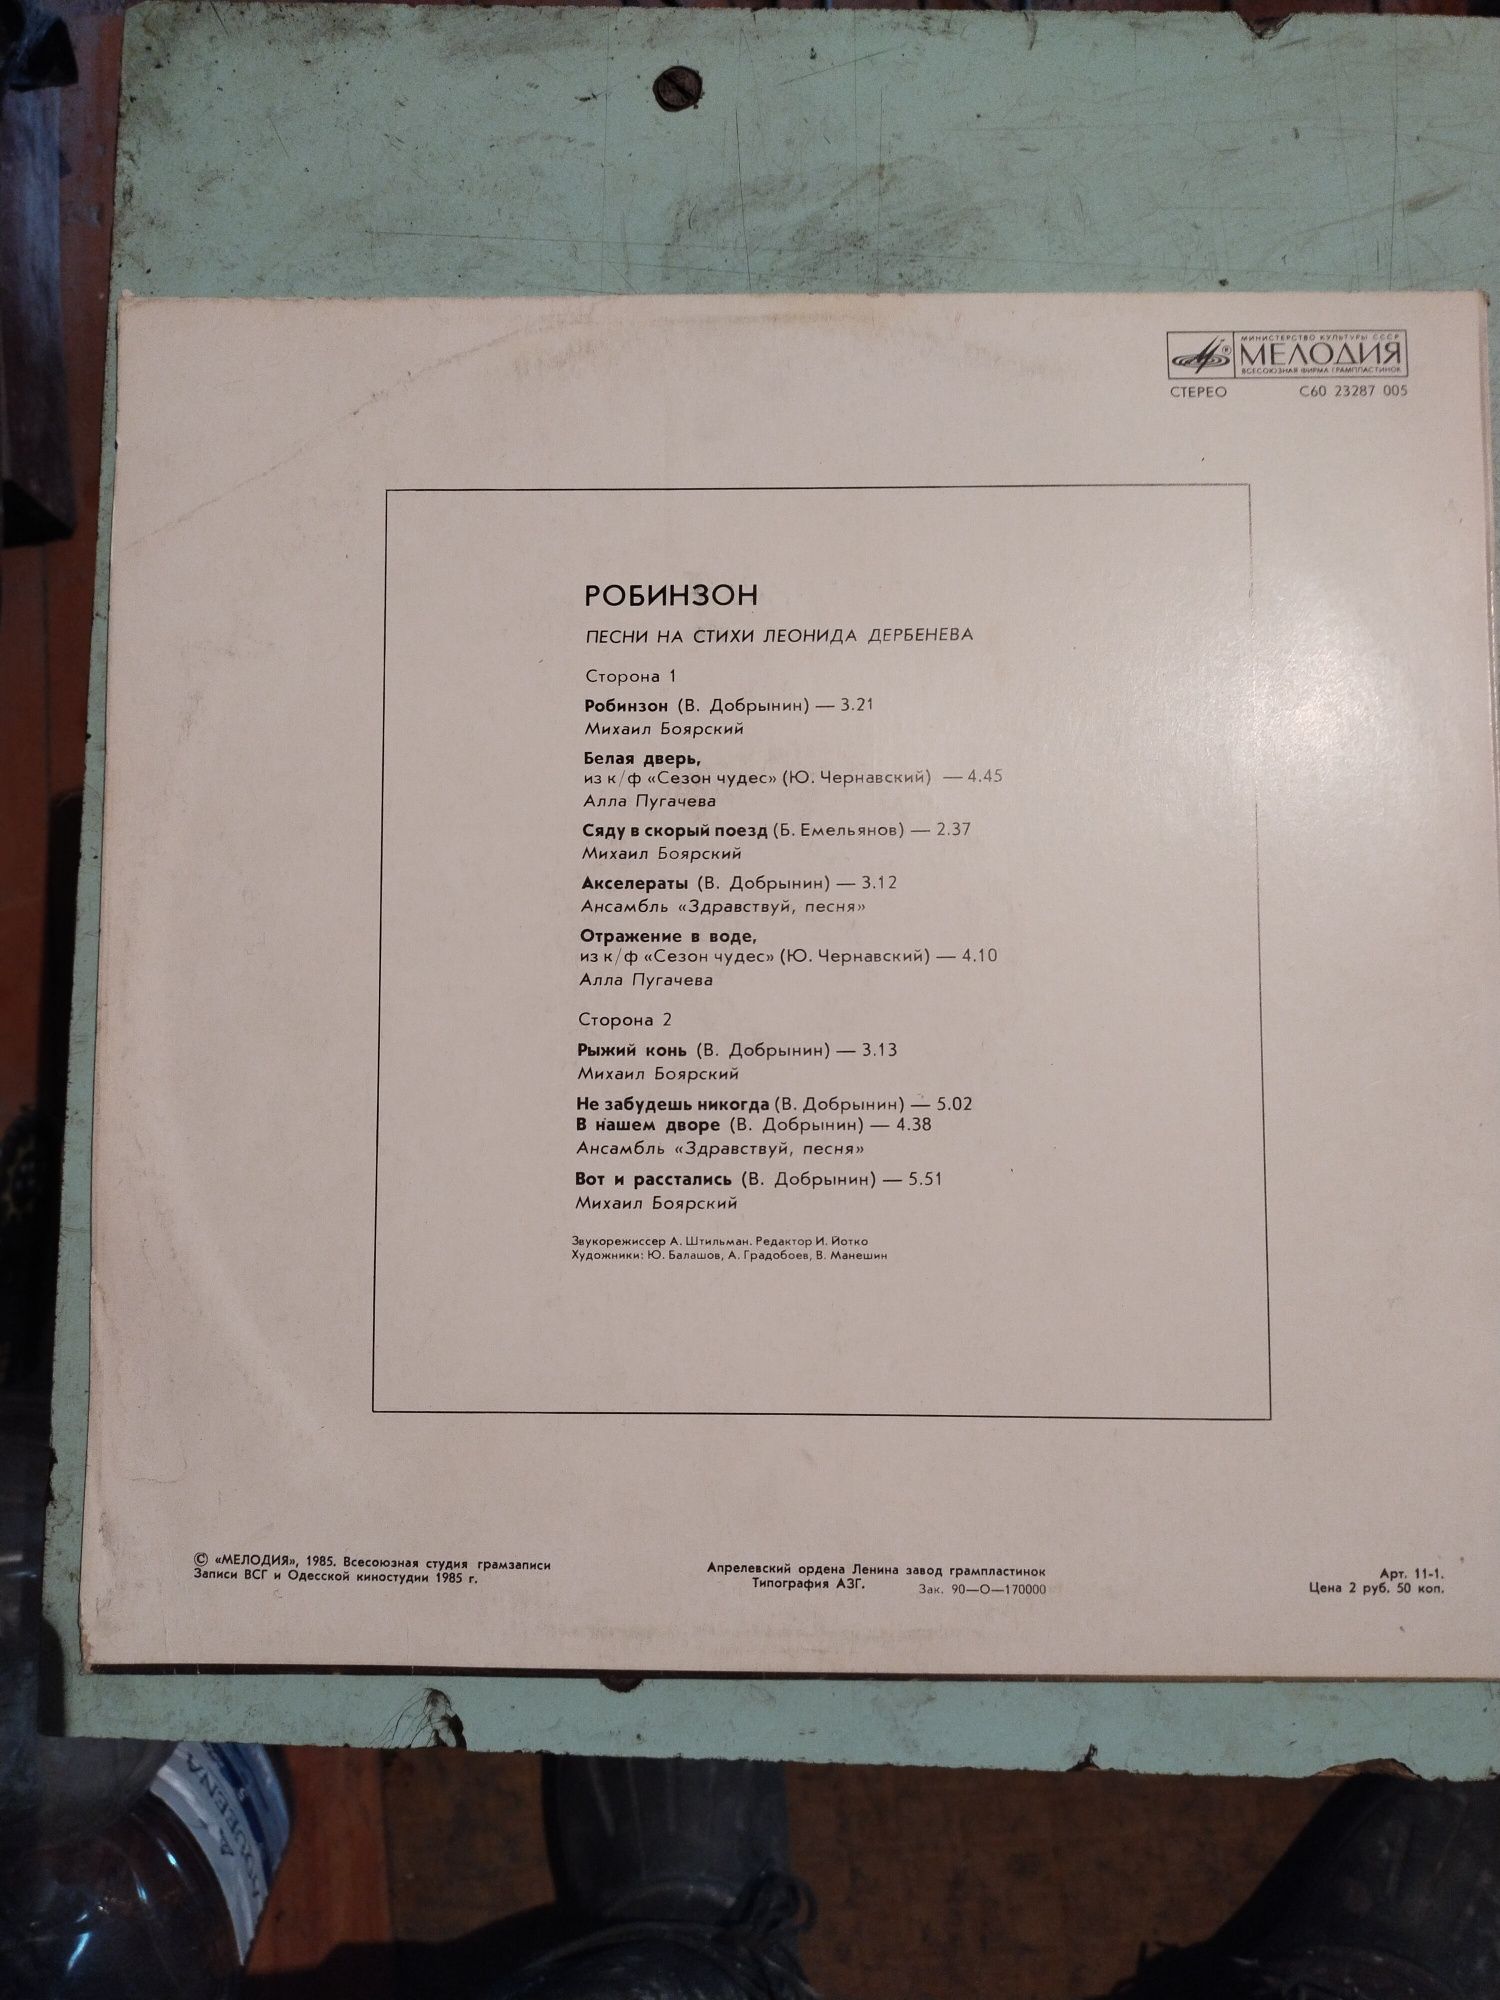 МИНИСТЕРСТВО КУЛЬТУРЫ СССР
МЕЛОДИЯ
ВСЕСОЮЗНАЯ ФИРМА ГРАМПЛАСТИНОК
СТЕРЕО С60 23287 005
РОБИНЗОН
ПЕСНИ НА СТИХИ ЛЕОНИДА ДЕРБЕНЕВА
Сторона 1
Робинзон (В. Добрынин) — 3.21
Михаил Боярский
Белая дверь,
из к/ф «Сезон чудес» (Ю. Чернавский) — 4.45
Алла Пугачева
Сяду в скорый поезд (Б. Емельянов) — 2.37
Михаил Боярский
Акселераты (В. Добрынин) — 3.12
Ансамбль «Здравствуй, песня»
Отражение в воде,
из к/ф «Сезон чудес» (Ю. Чернавский) — 4.10
Алла Пугачева
Сторона 2
Рыжий конь (В. Добрынин) — 3.13
Михаил Боярский
Не забудешь никогда (В. Добрынин) — 5.02
В нашем дворе (В. Добрынин) — 4.38
Ансамбль «Здравствуй, песня»
Вот и расстались (В. Добрынин) — 5.51
Михаил Боярский
Звукорежиссер А. Штильман. Редактор И. Йотко
Художники: Ю. Балашов, А. Градобоев, В. Манешин
© «МЕЛОДИЯ», 1985. Всесоюзная студия грамзаписи
Записи ВСГ и Одесской киностудии 1985 г.
Апрелевский ордена Ленина завод грампластинок
Типография АЗГ. Зак. 90—О—170000
Арт. 11-1.
Цена 2 руб. 50 коп.